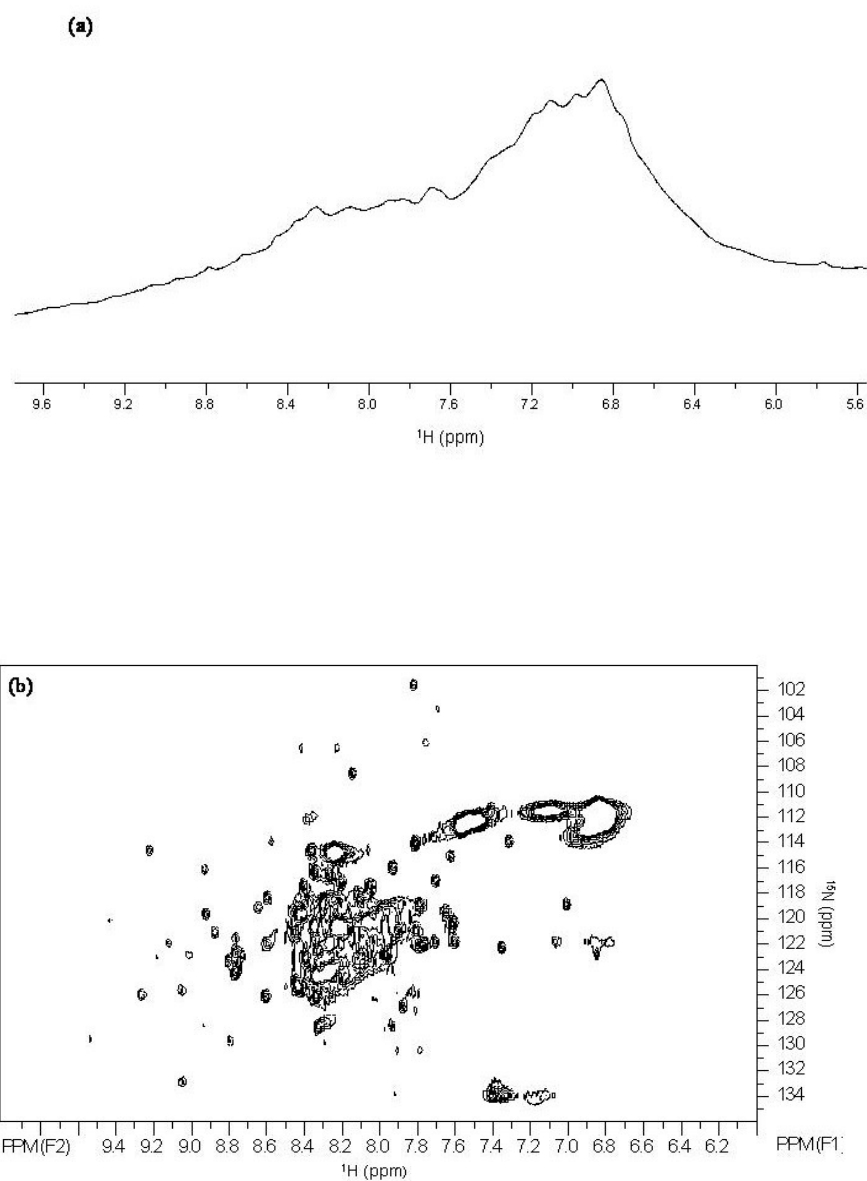 (a)
9.6 9.2 8.8 8.4 8.0 7.6 7.2 6.8 6.4 6.0 5.6
¹H (ppm)
(b)
102
104
106
108
110
112
114
116
118
120
122
124
126
128
130
132
134
¹⁵N (ppm)
PPM(F2) 9.4 9.2 9.0 8.8 8.6 8.4 8.2 8.0 7.8 7.6 7.4 7.2 7.0 6.8 6.6 6.4 6.2 PPM(F1)
¹H (ppm)